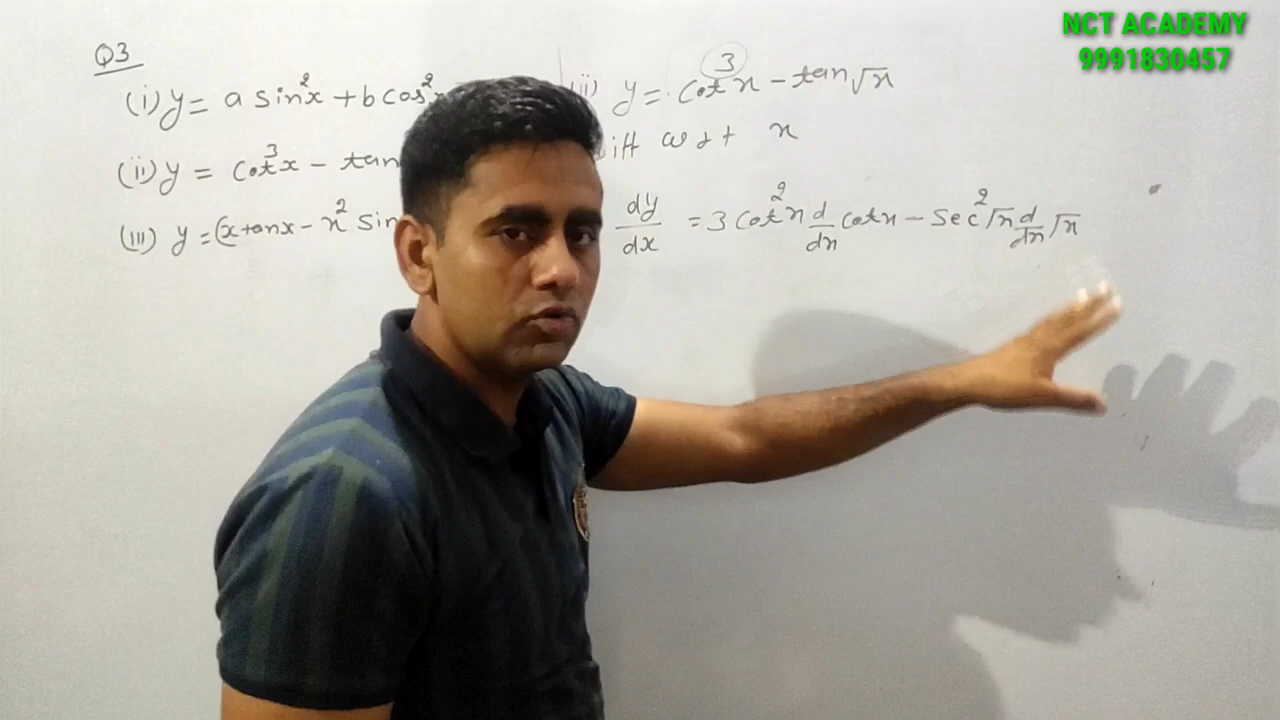 NCT ACADEMY
9991830457
Q3
(i) y = a sin²x + b cos²
(ii) y = cot³x - tan
(iii) y = (x tanx - x² sin
y = cot³x - tan√x
diff w r t x
dy/dx = 3 cot²x d/dx cotx - sec²√x d/dx √x